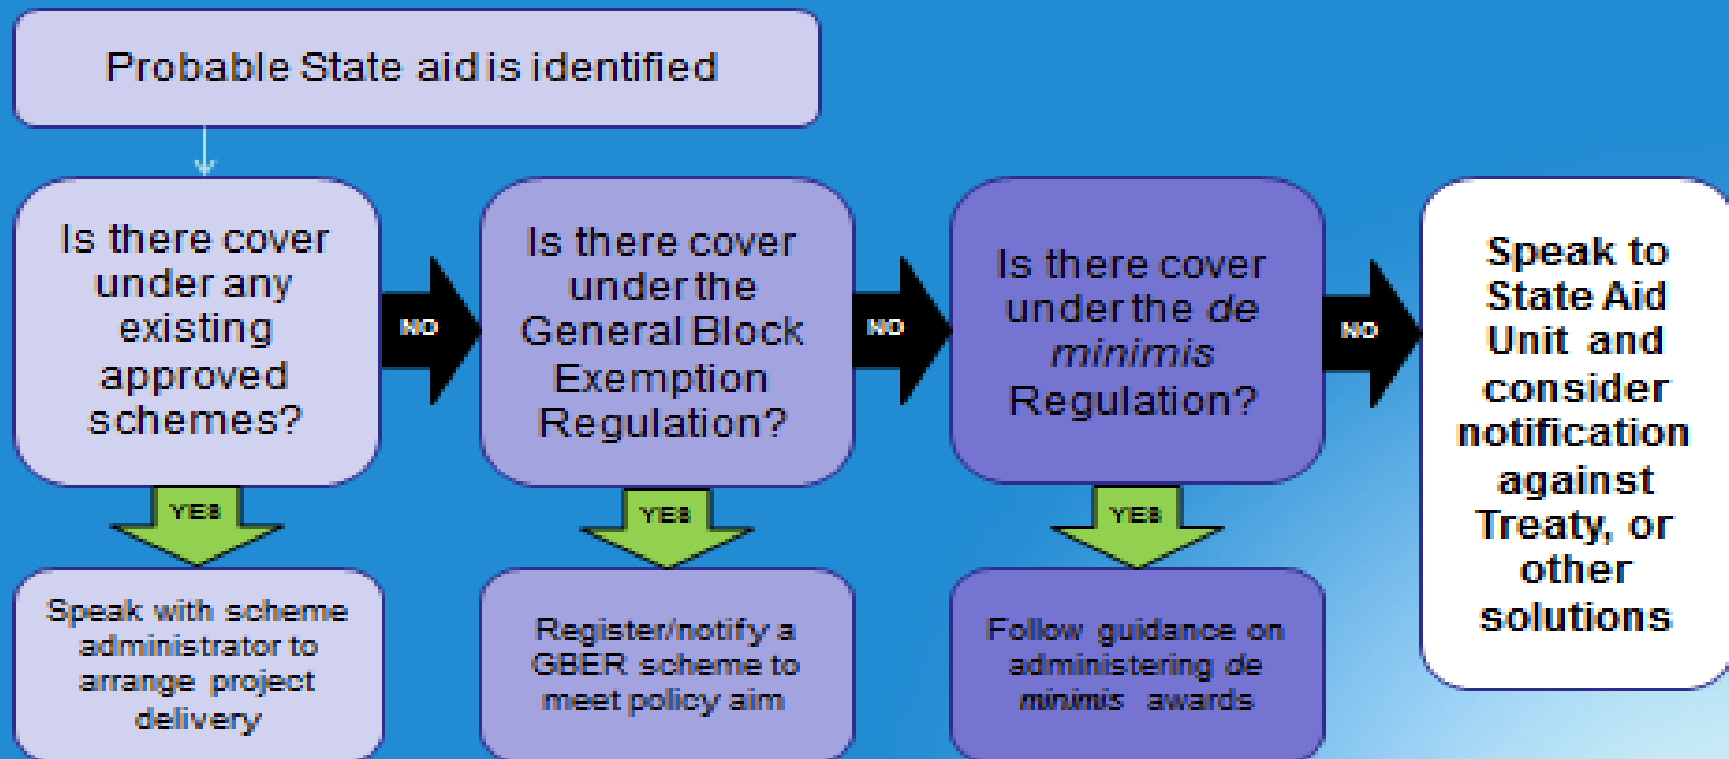 Probable State aid is identified
Is there cover
under any
existing
approved
schemes?
NO
Is there cover
under the
General Block
Exemption
Regulation?
NO
Is there cover
under the de
minimis
Regulation?
NO
Speak to
State Aid
Unit and
consider
notification
against
Treaty, or
other
solutions
YES
YES
YES
Speak with scheme
administrator to
arrange project
delivery
Register/notify a
GBER scheme to
meet policy aim
Follow guidance on
administering de
minimis awards